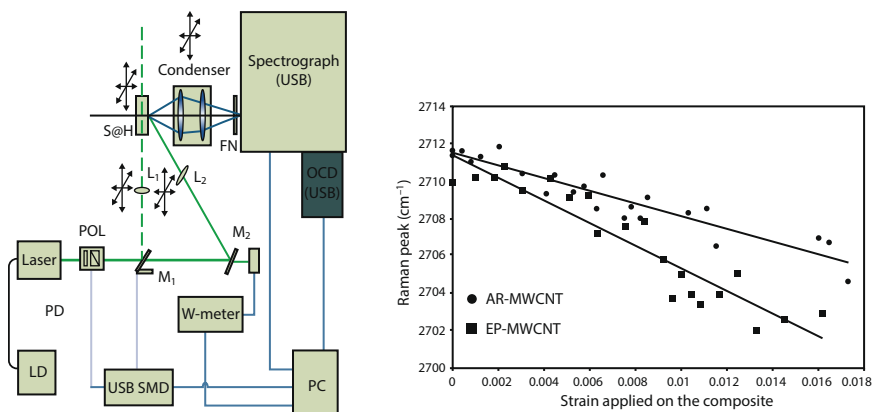 Condenser
Spectrograph
(USB)
S@H
FN
OCD
(USB)
L1
L2
POL
M2
Laser
M1
PD
W-meter
LD
USB SMD
PC
2714
2712
2710
2708
2706
2704
2702
2700
Raman peak (cm⁻¹)
AR-MWCNT
EP-MWCNT
0 0.002 0.004 0.006 0.008 0.01 0.012 0.014 0.016 0.018
Strain applied on the composite